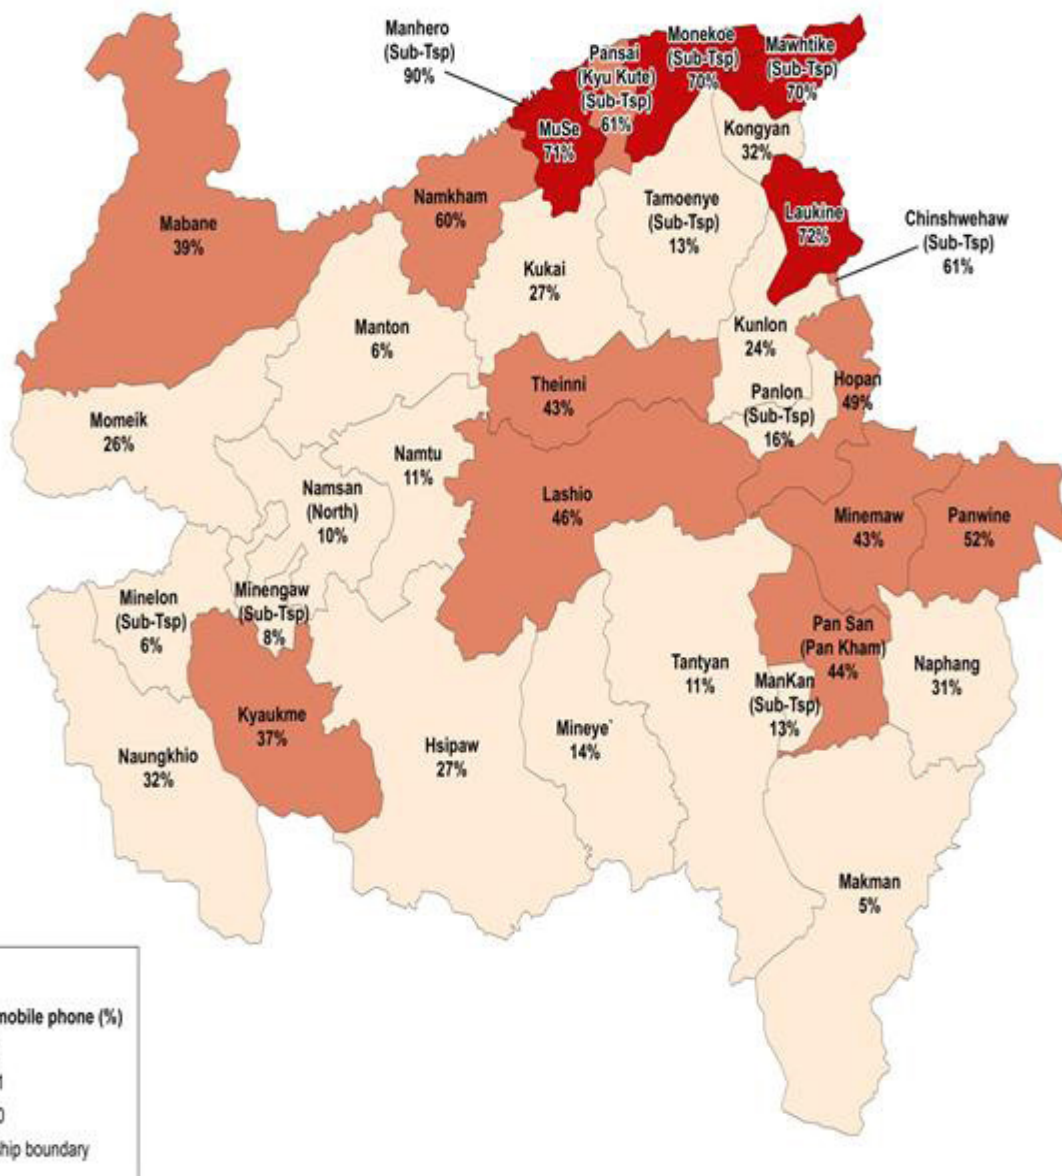 Manhero
(Sub-Tsp)
90%
Pansai
(Kyu Kute)
(Sub-Tsp)
61%
Monekoe
(Sub-Tsp)
70%
Mawhtike
(Sub-Tsp)
70%
MuSe
71%
Kongyan
32%
Namkham
60%
Mabane
39%
Tamoenye
(Sub-Tsp)
13%
Laukine
72%
Chinshwehaw
(Sub-Tsp)
61%
Kukai
27%
Manton
6%
Kunlon
24%
Theinni
43%
Hopan
49%
Panlon
(Sub-Tsp)
16%
Momeik
26%
Namtu
11%
Namsan
(North)
10%
Lashio
46%
Minemaw
43%
Panwine
52%
Minelon
(Sub-Tsp)
6%
Minengaw
(Sub-Tsp)
8%
Pan San
(Pan Kham)
44%
Naphang
31%
Tantyan
11%
ManKan
(Sub-Tsp)
13%
Kyaukme
37%
Naungkhio
32%
Hsipaw
27%
Mineye`
14%
Makman
5%
mobile phone (%)
hip boundary